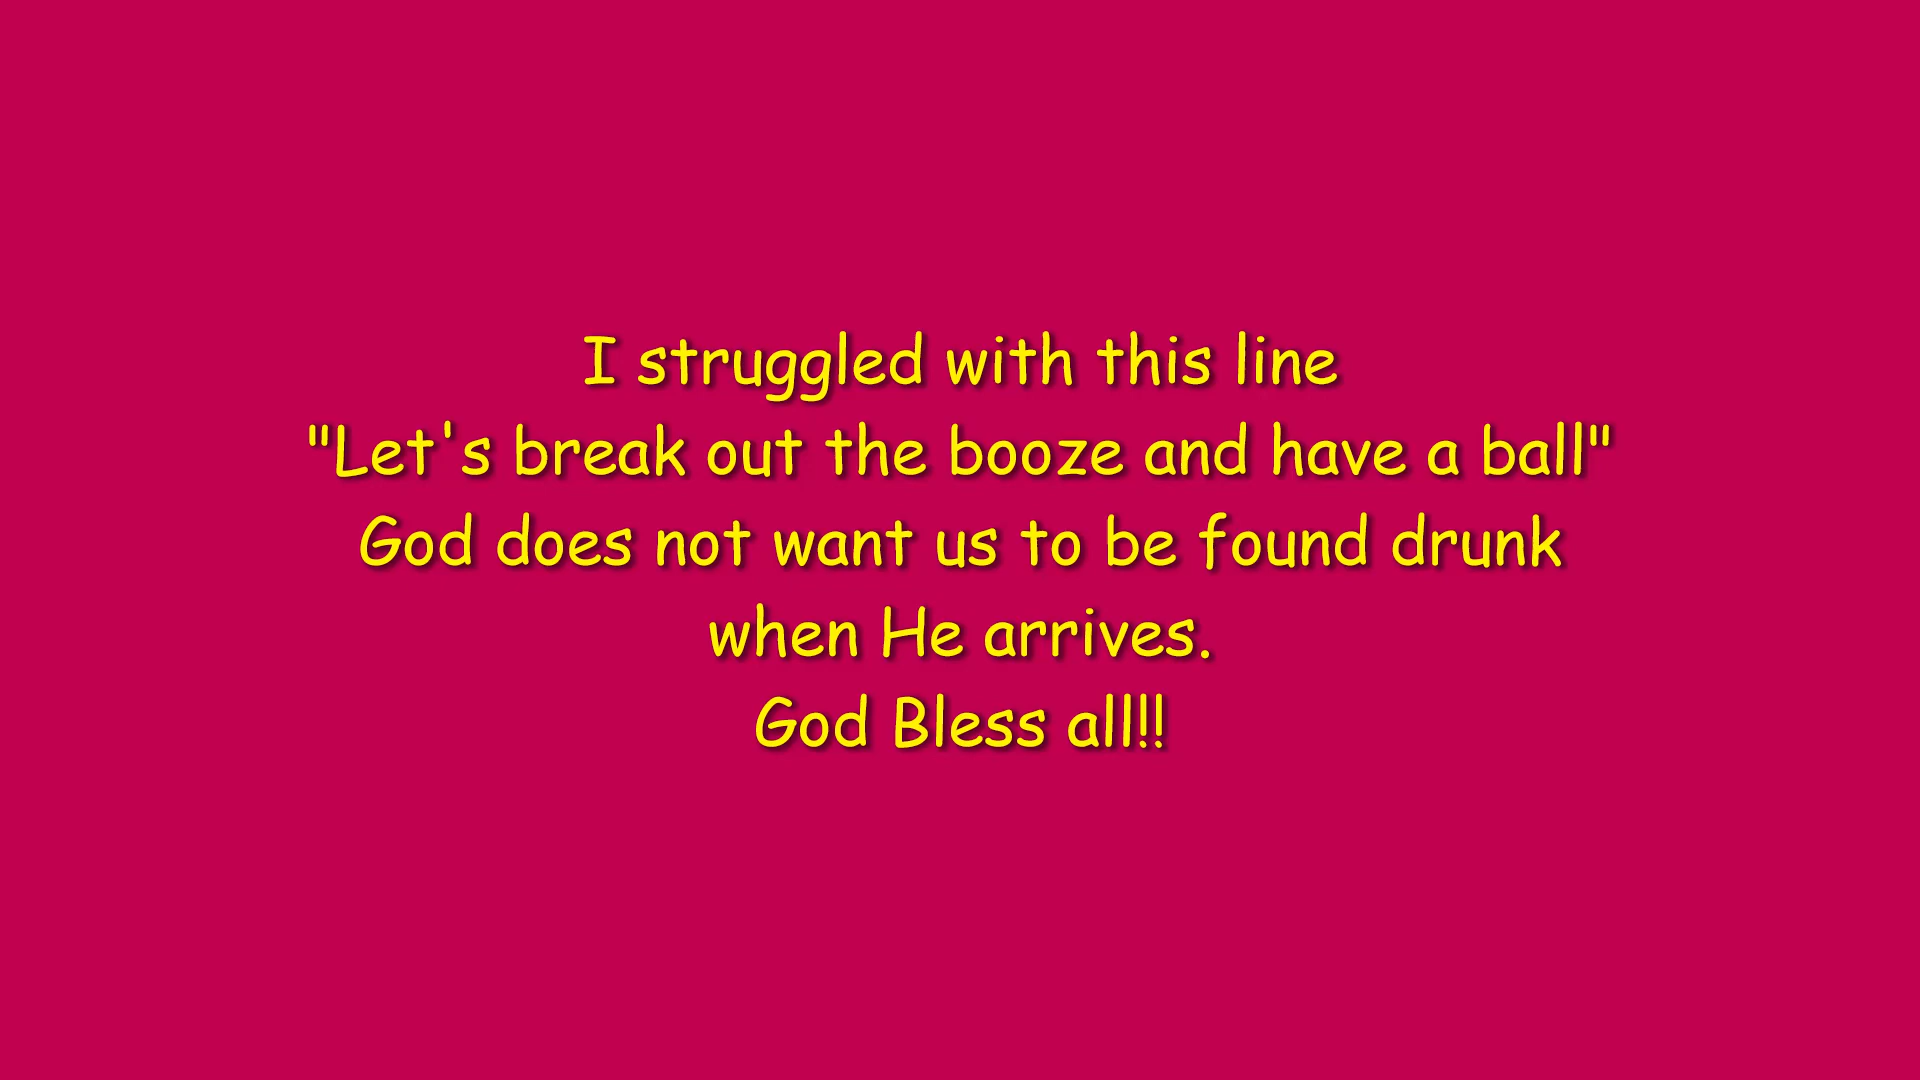 I struggled with this line
"Let's break out the booze and have a ball"
God does not want us to be found drunk
when He arrives.
God Bless all!!